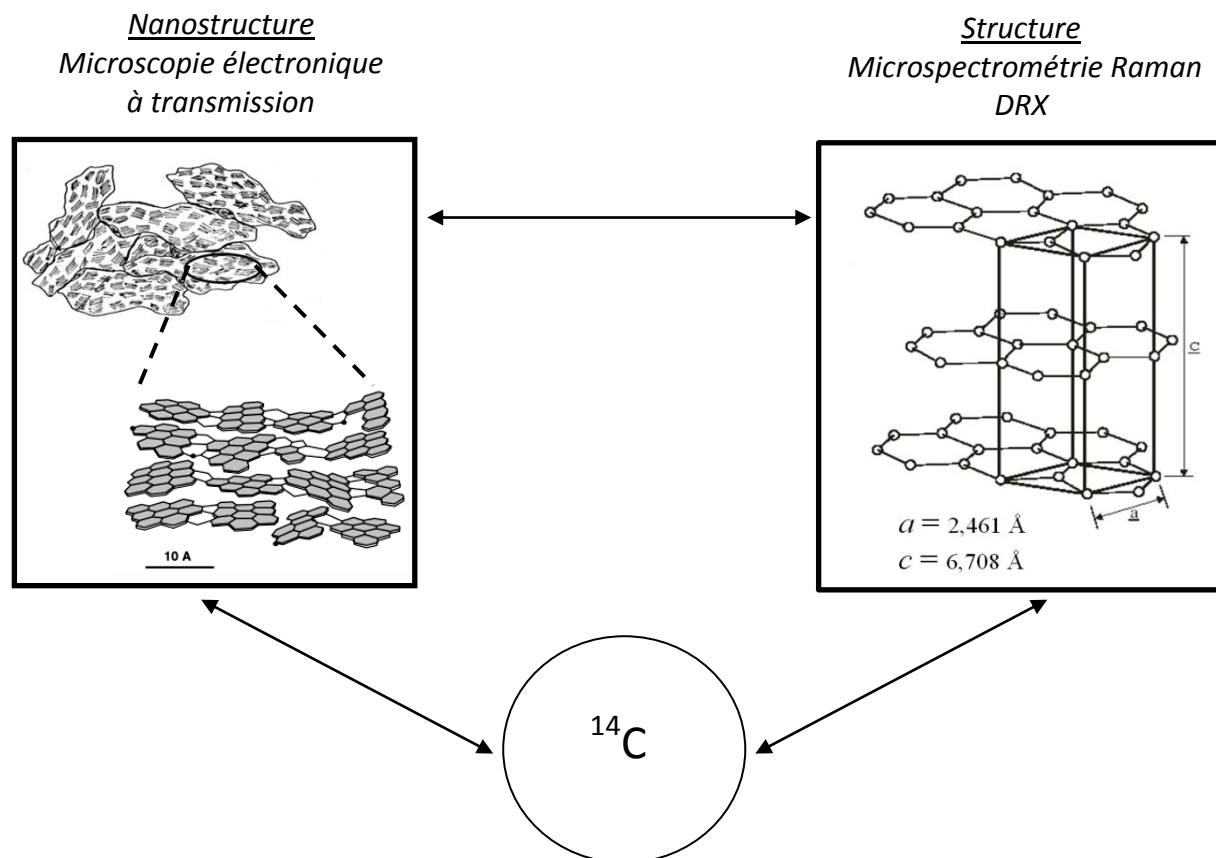 Nanostructure
Microscopie électronique
à transmission
Structure
Microspectrométrie Raman
DRX
10 A
c
a
a = 2,461 Å
c = 6,708 Å
14C